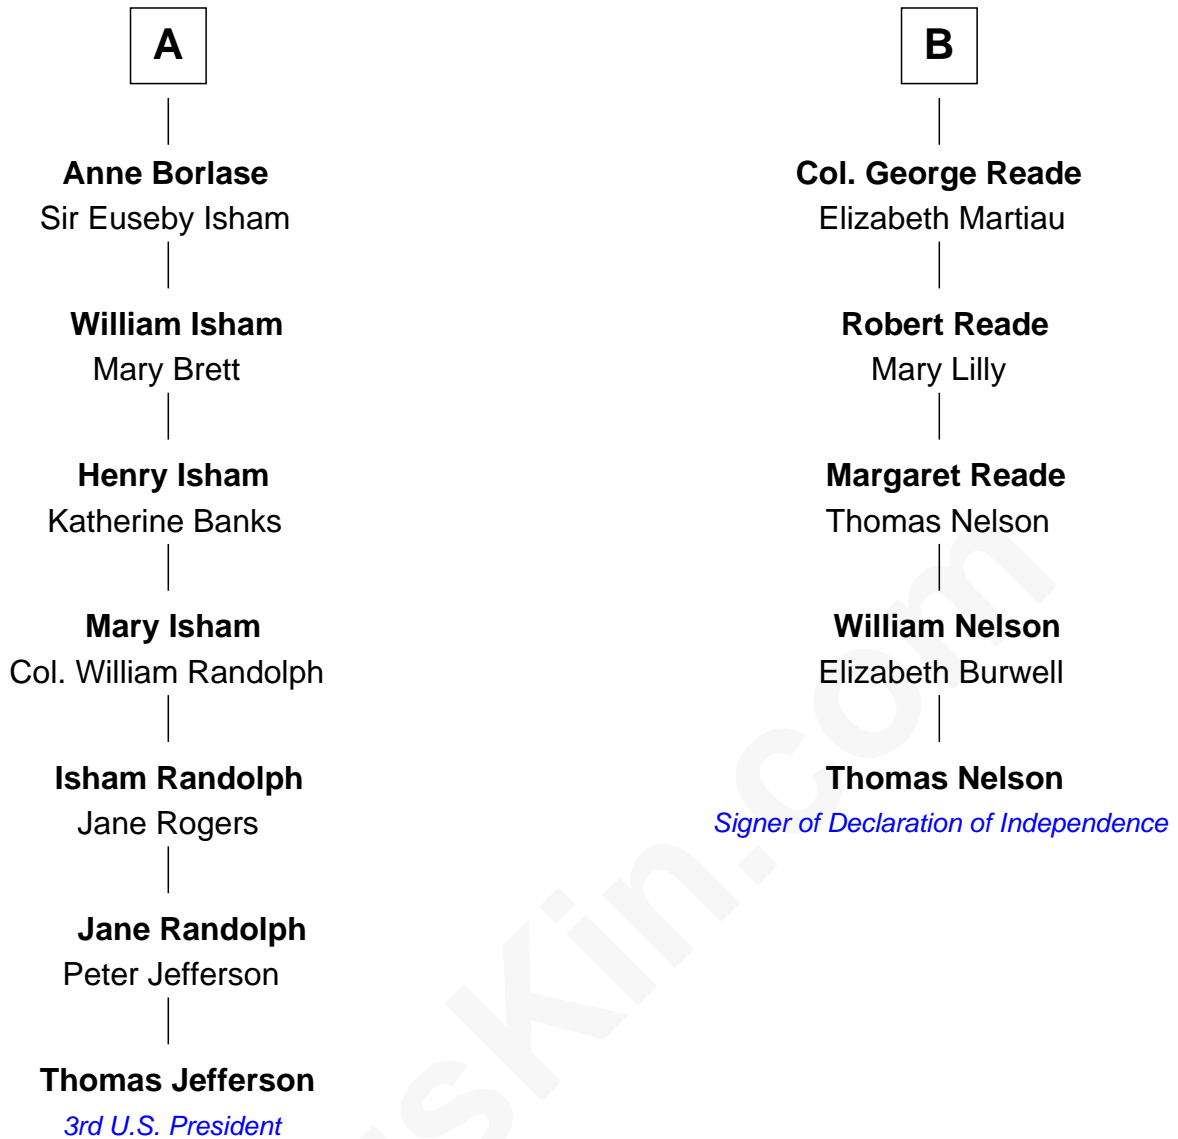 A
Anne Borlase
Sir Euseby Isham
William Isham
Mary Brett
Henry Isham
Katherine Banks
Mary Isham
Col. William Randolph
Isham Randolph
Jane Rogers
Jane Randolph
Peter Jefferson
Thomas Jefferson
3rd U.S. President
B
Col. George Reade
Elizabeth Martiau
Robert Reade
Mary Lilly
Margaret Reade
Thomas Nelson
William Nelson
Elizabeth Burwell
Thomas Nelson
Signer of Declaration of Independence
sKin.com